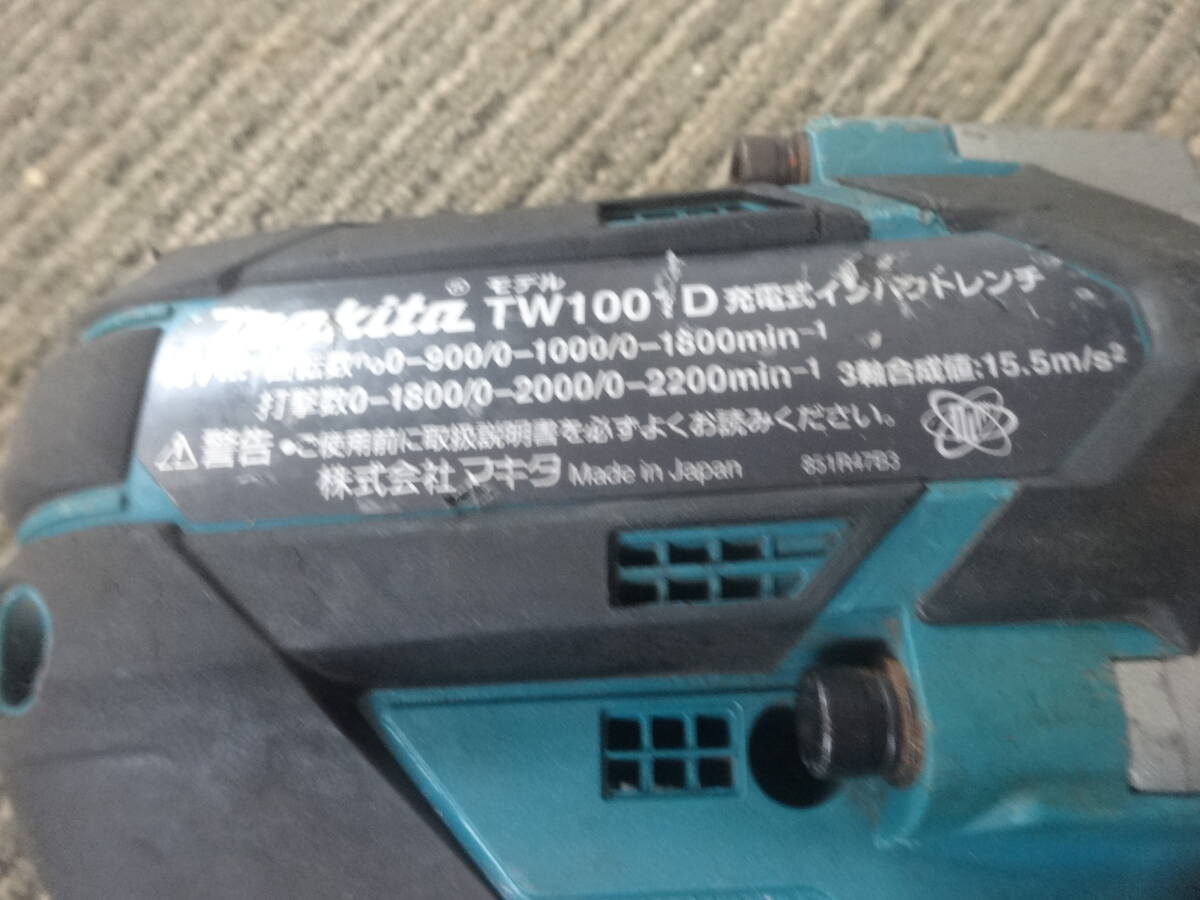 makita® モデル TW1001D 充電式インパクトレンチ
回転数 0-900/0-1000/0-1800min-1
打撃数0-1800/0-2000/0-2200min-1 3軸合成値:15.5m/s²
⚠警告 •ご使用前に取扱説明書を必ずよくお読みください。
株式会社マキタ Made in Japan 851R47B3